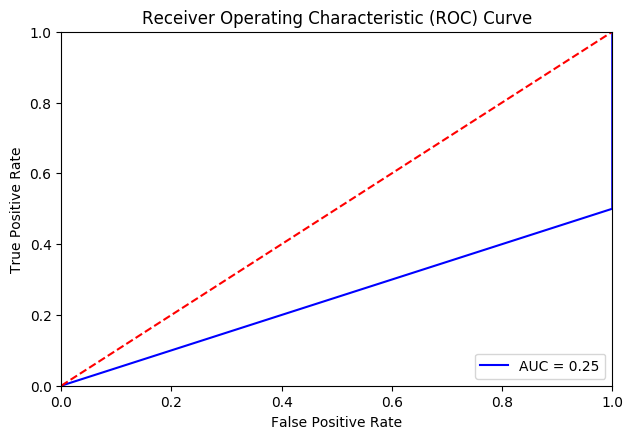 Receiver Operating Characteristic (ROC) Curve
1.0
0.8
0.6
0.4
0.2
0.0
True Positive Rate
AUC = 0.25
0.0 0.2 0.4 0.6 0.8 1.0
False Positive Rate